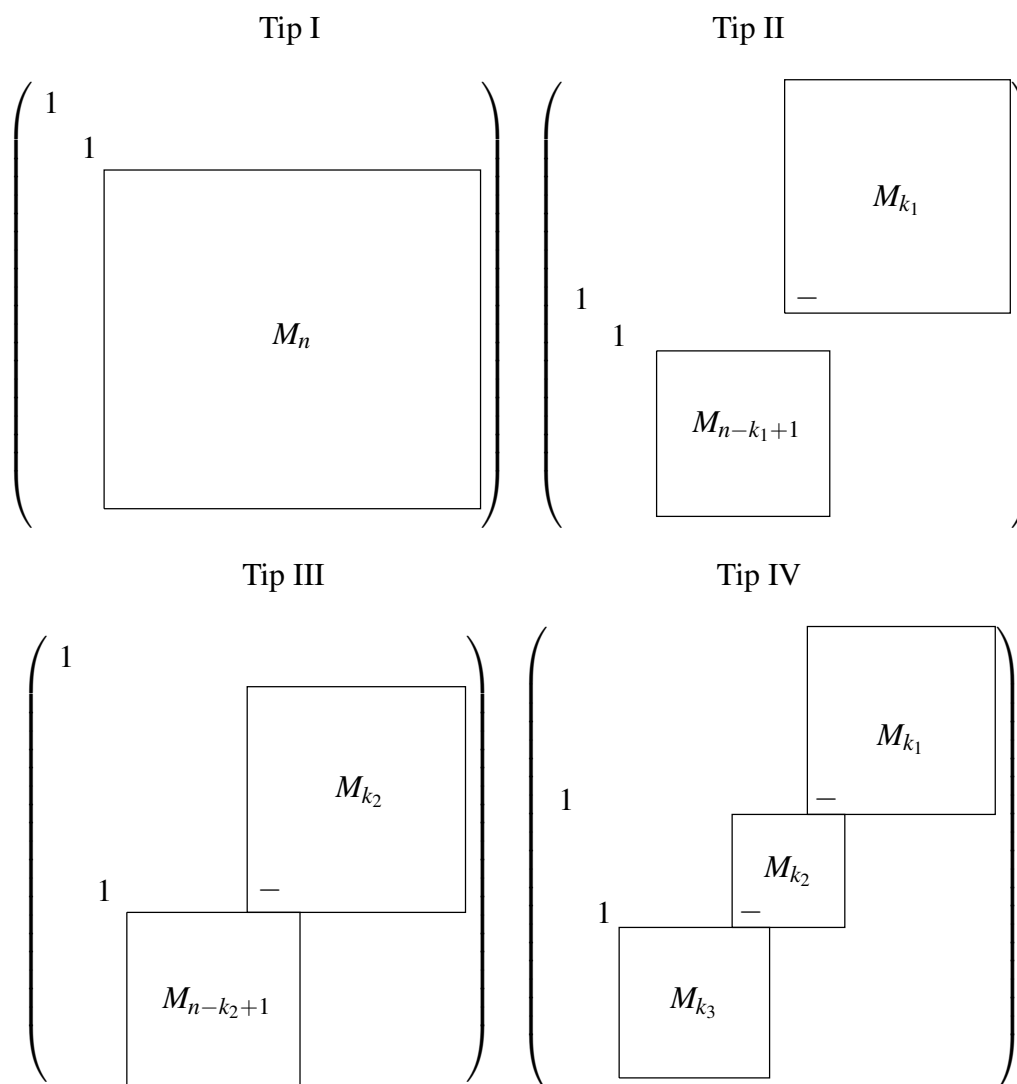 Tip I
1
1
M_n
Tip II
M_{k_1}
−
1
1
M_{n−k_1+1}
Tip III
1
M_{k_2}
1
−
M_{n−k_2+1}
Tip IV
M_{k_1}
−
1
M_{k_2}
−
1
M_{k_3}